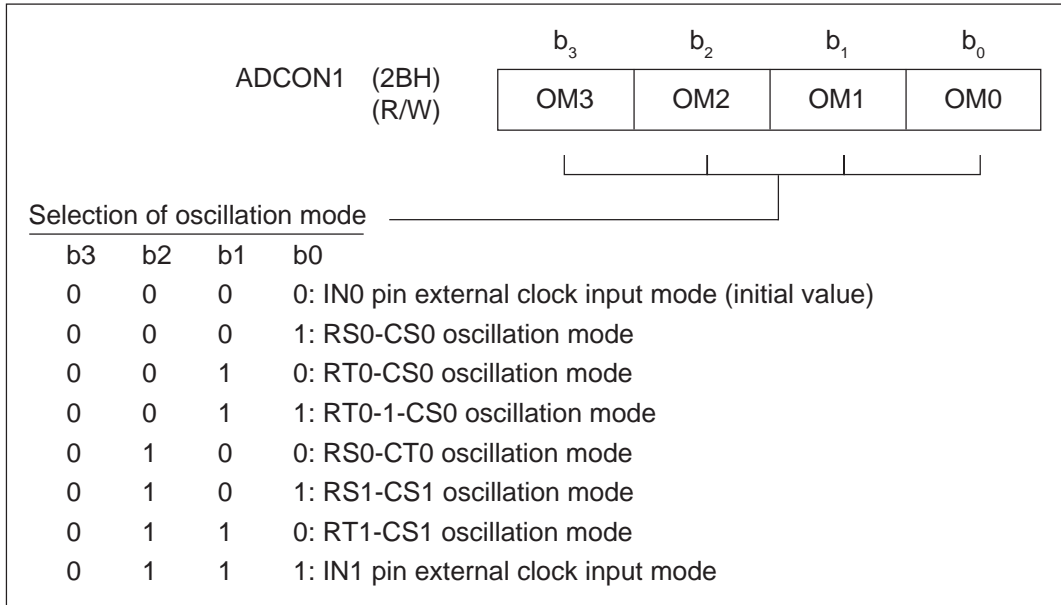 b3 b2 b1 b0
ADCON1 (2BH)
(R/W)
OM3 OM2 OM1 OM0
Selection of oscillation mode
b3 b2 b1 b0
0 0 0 0: IN0 pin external clock input mode (initial value)
0 0 0 1: RS0-CS0 oscillation mode
0 0 1 0: RT0-CS0 oscillation mode
0 0 1 1: RT0-1-CS0 oscillation mode
0 1 0 0: RS0-CT0 oscillation mode
0 1 0 1: RS1-CS1 oscillation mode
0 1 1 0: RT1-CS1 oscillation mode
0 1 1 1: IN1 pin external clock input mode